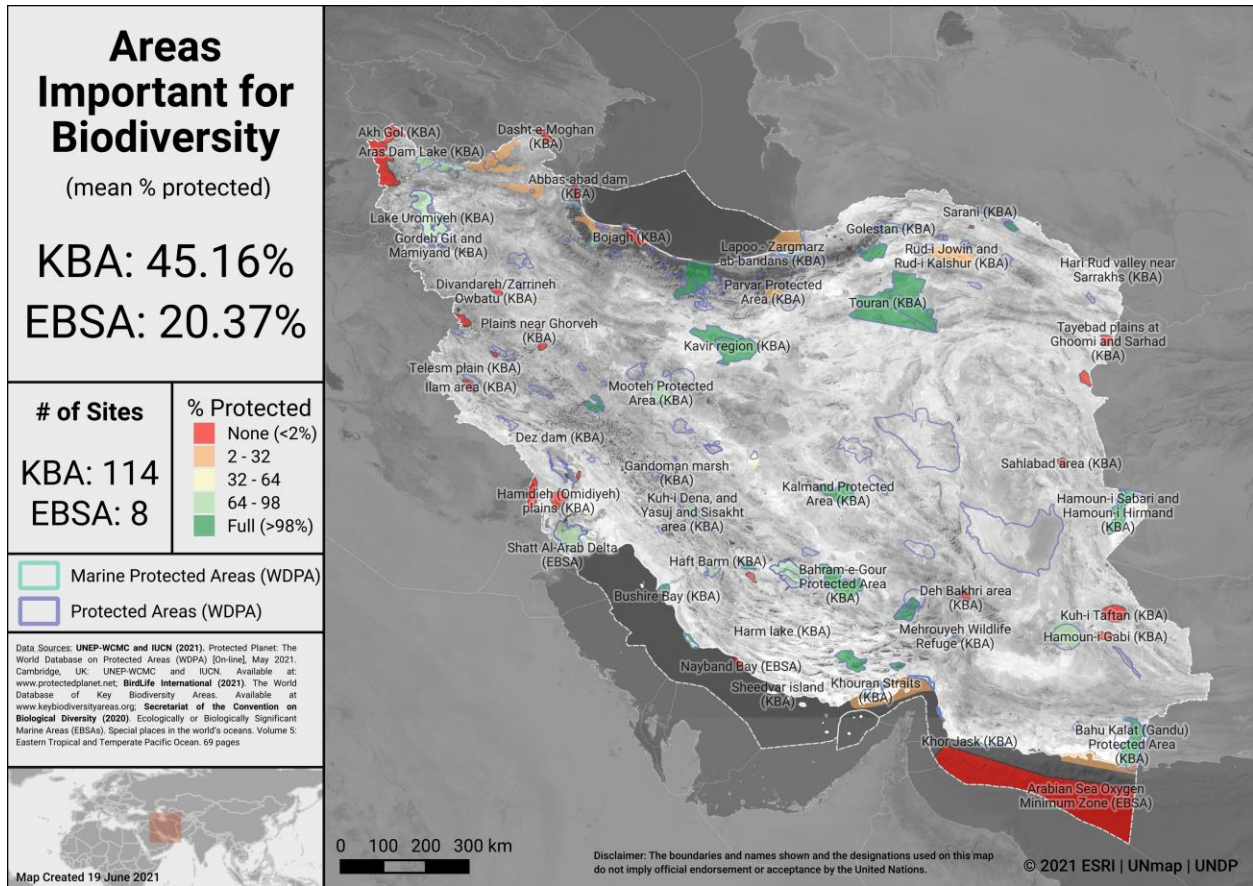 Areas
Important for
Biodiversity
(mean % protected)
KBA: 45.16%
EBSA: 20.37%
# of Sites
KBA: 114
EBSA: 8
% Protected
None (<2%)
2 - 32
32 - 64
64 - 98
Full (>98%)
Marine Protected Areas (WDPA)
Protected Areas (WDPA)
Data Sources: UNEP-WCMC and IUCN (2021). Protected Planet: The
World Database on Protected Areas (WDPA) [On-line], May 2021.
Cambridge, UK: UNEP-WCMC and IUCN. Available at:
www.protectedplanet.net; BirdLife International (2021). The World
Database of Key Biodiversity Areas. Available at
www.keybiodiversityareas.org; Secretariat of the Convention on
Biological Diversity (2020). Ecologically or Biologically Significant
Marine Areas (EBSAs). Special places in the world's oceans. Volume 5:
Eastern Tropical and Temperate Pacific Ocean. 69 pages
Map Created 19 June 2021
Akh Gol (KBA)
Dasht-e-Moghan
(KBA)
Aras Dam Lake (KBA)
Abbas-abad dam
(KBA)
Lake Uromiyeh (KBA)
Gordeh Git and
Mamiyand (KBA)
Bojagh (KBA)
Lapoo - Zargmarz
ab-bandans (KBA)
Golestan (KBA)
Sarani (KBA)
Rud-i Jowin and
Rud-i Kalshur (KBA)
Hari Rud valley near
Sarrakhs (KBA)
Divandareh/Zarrineh
Owbatu (KBA)
Parvar Protected
Area (KBA)
Touran (KBA)
Plains near Ghorveh
(KBA)
Kavir region (KBA)
Tayebad plains at
Ghoomi and Sarhad
(KBA)
Telesm plain (KBA)
Ilam area (KBA)
Mooteh Protected
Area (KBA)
Dez dam (KBA)
Gandoman marsh
(KBA)
Sahlabad area (KBA)
Hamidieh (Omidiyeh)
plains (KBA)
Kuh-i Dena, and
Yasuj and Sisakht
area (KBA)
Kalmand Protected
Area (KBA)
Hamoun-i Sabari and
Hamoun-i Hirmand
(KBA)
Shatt Al-Arab Delta
(EBSA)
Haft Barm (KBA)
Bahram-e-Gour
Protected Area
(KBA)
Bushire Bay (KBA)
Deh Bakhri area
(KBA)
Kuh-i Taftan (KBA)
Harm lake (KBA)
Mehrouyeh Wildlife
Refuge (KBA)
Hamoun-i Gabi (KBA)
Nayband Bay (EBSA)
Sheedvar island
(KBA)
Khouran Straits
(KBA)
Khor Jask (KBA)
Bahu Kalat (Gandu)
Protected Area
(KBA)
Arabian Sea Oxygen
Minimum Zone (EBSA)
0 100 200 300 km
Disclaimer: The boundaries and names shown and the designations used on this map
do not imply official endorsement or acceptance by the United Nations.
© 2021 ESRI | UNmap | UNDP